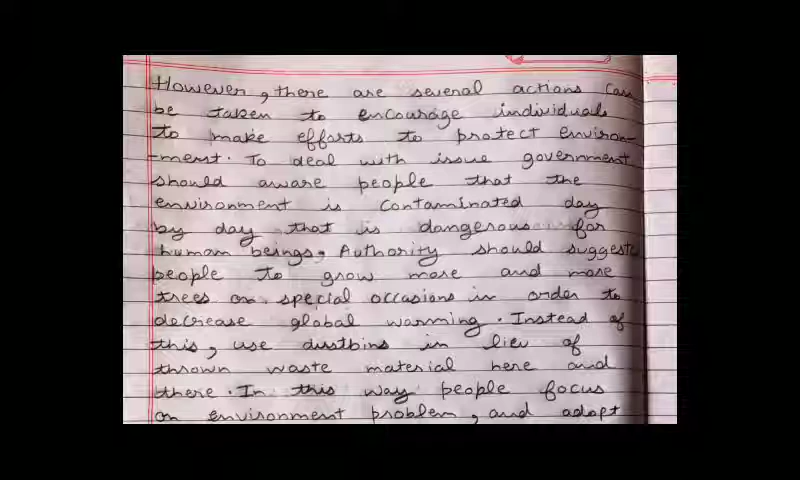 However, there are several actions can
be taken to encourage individuals
to make efforts to protect environ-
-ment. To deal with issue government
should aware people that the
environment is contaminated day
by day that is dangerous for
human beings, Authority should suggests
people to grow more and more
trees on special occasions in order to
decriease global warming. Instead of
this, use dustbins in liev of
thrown waste material here and
there. In this way people focus
on environment problem, and adopt